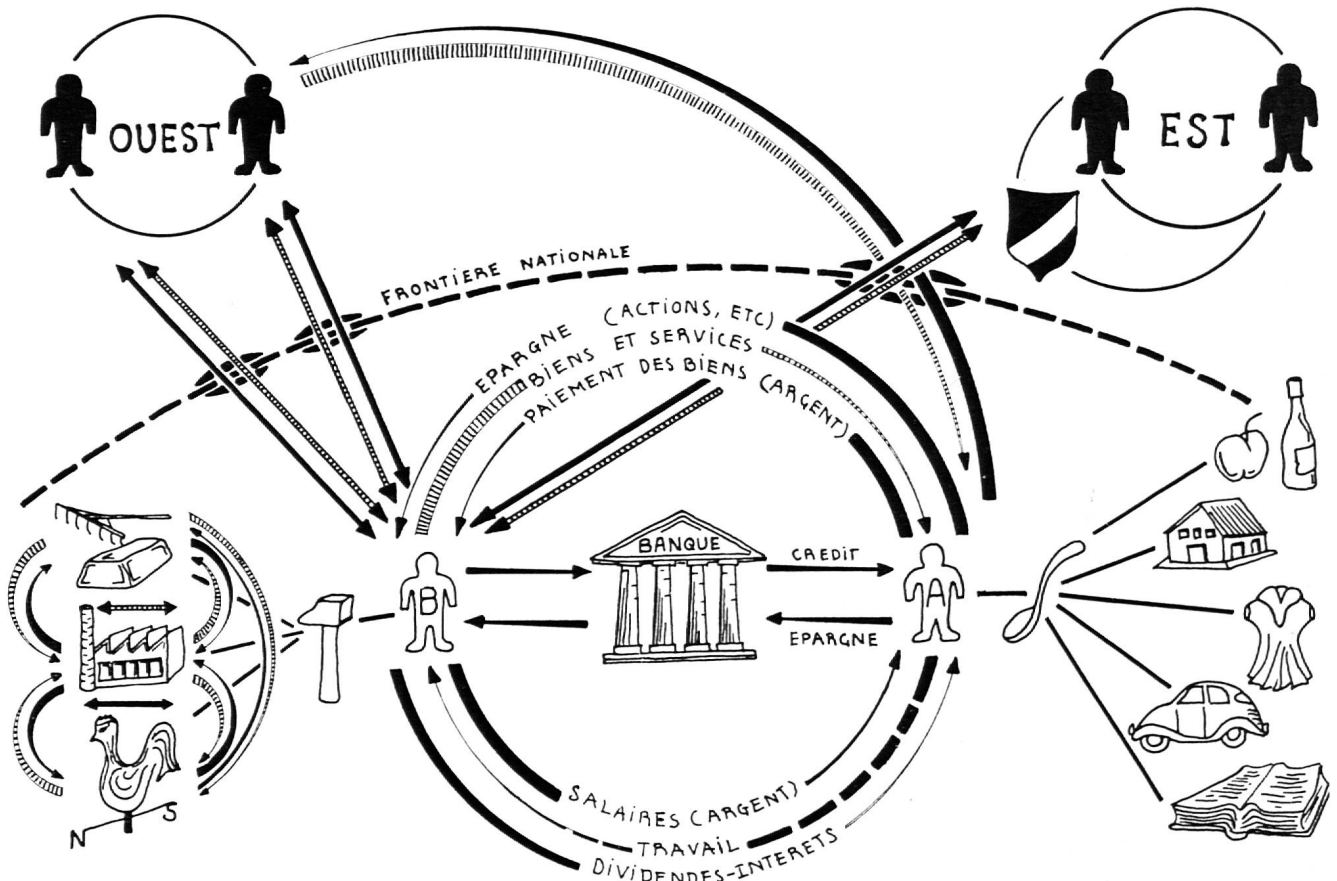 OUEST
EST
FRONTIERE NATIONALE
EPARGNE (ACTIONS, ETC)
BIENS ET SERVICES
PAIEMENT DES BIENS (ARGENT)
BANQUE
CREDIT
B
A
EPARGNE
SALAIRES (ARGENT)
TRAVAIL
DIVIDENDES-INTERETS
N S